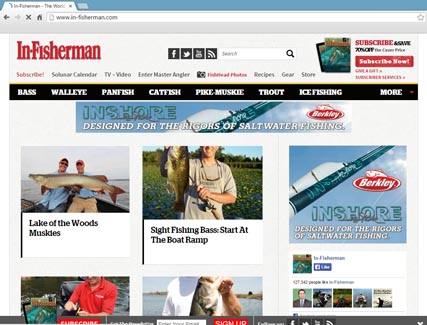 In-Fisherman - The World
www.in-fisherman.com
In-Fisherman
Search
SUBSCRIBE & SAVE
70% off the Cover Price
Subscribe Now!
GIVE A GIFT »
SUBSCRIBER SERVICES »
Subscribe! Solunar Calendar TV - Video Enter Master Angler FISHHEAD PHOTOS Recipes Gear Store
BASS WALLEYE PANFISH CATFISH PIKE-MUSKIE TROUT ICE FISHING MORE
INSHORE
DESIGNED FOR THE RIGORS OF SALTWATER FISHING.
Berkley
Lake of the Woods
Muskies
Sight Fishing Bass: Start At
The Boat Ramp
Berkley
INSHORE
DESIGNED FOR THE RIGORS
OF SALTWATER FISHING.
In-Fisherman
Like
people like In-Fisherman
SUBSCRIBE Get The Newsletter Enter Your Email SIGN UP Follow us: